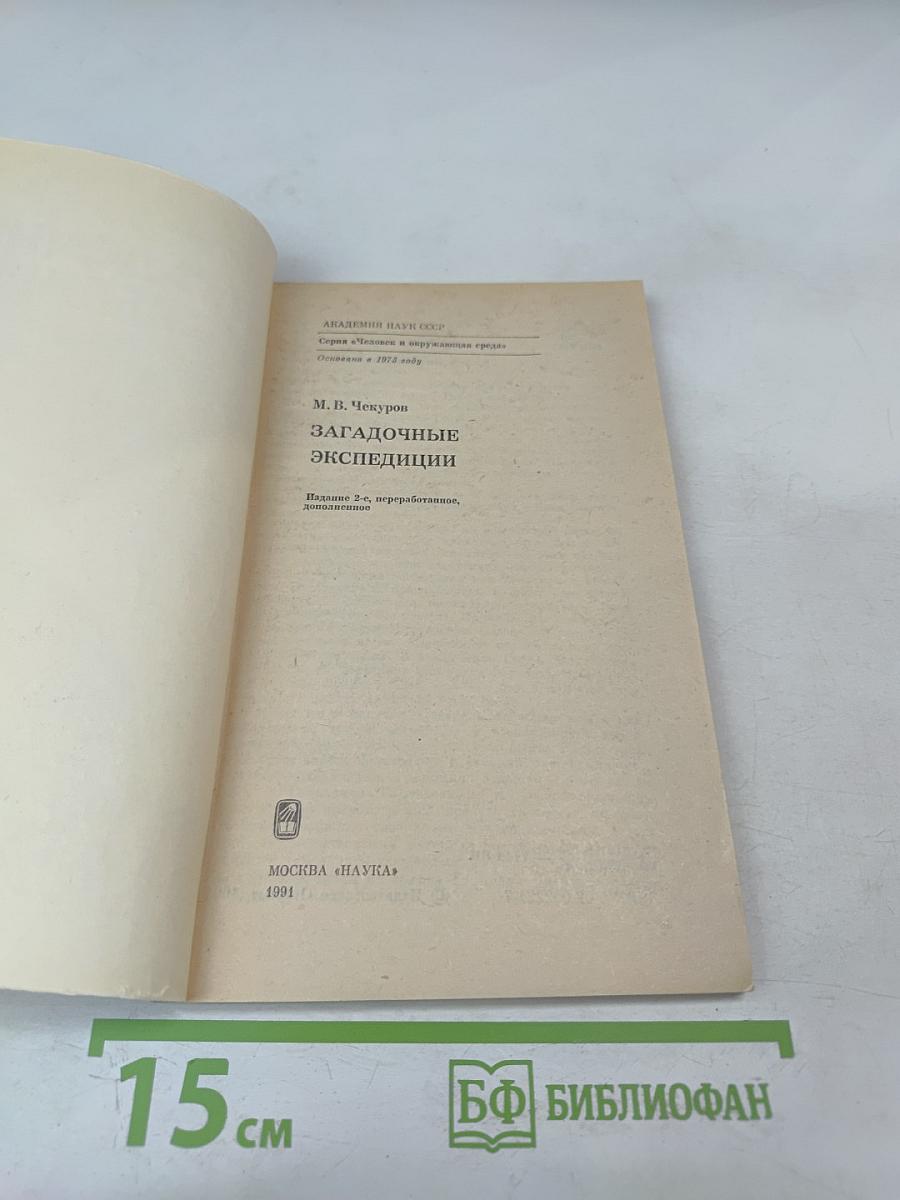 АКАДЕМИЯ НАУК СССР
Серия «Человек и окружающая среда»
Основана в 1975 году
М. В. Чекуров
ЗАГАДОЧНЫЕ
ЭКСПЕДИЦИИ
Издание 2-е, переработанное,
дополненное
МОСКВА «НАУКА»
1991
15 см
БФ БИБЛИОФАН